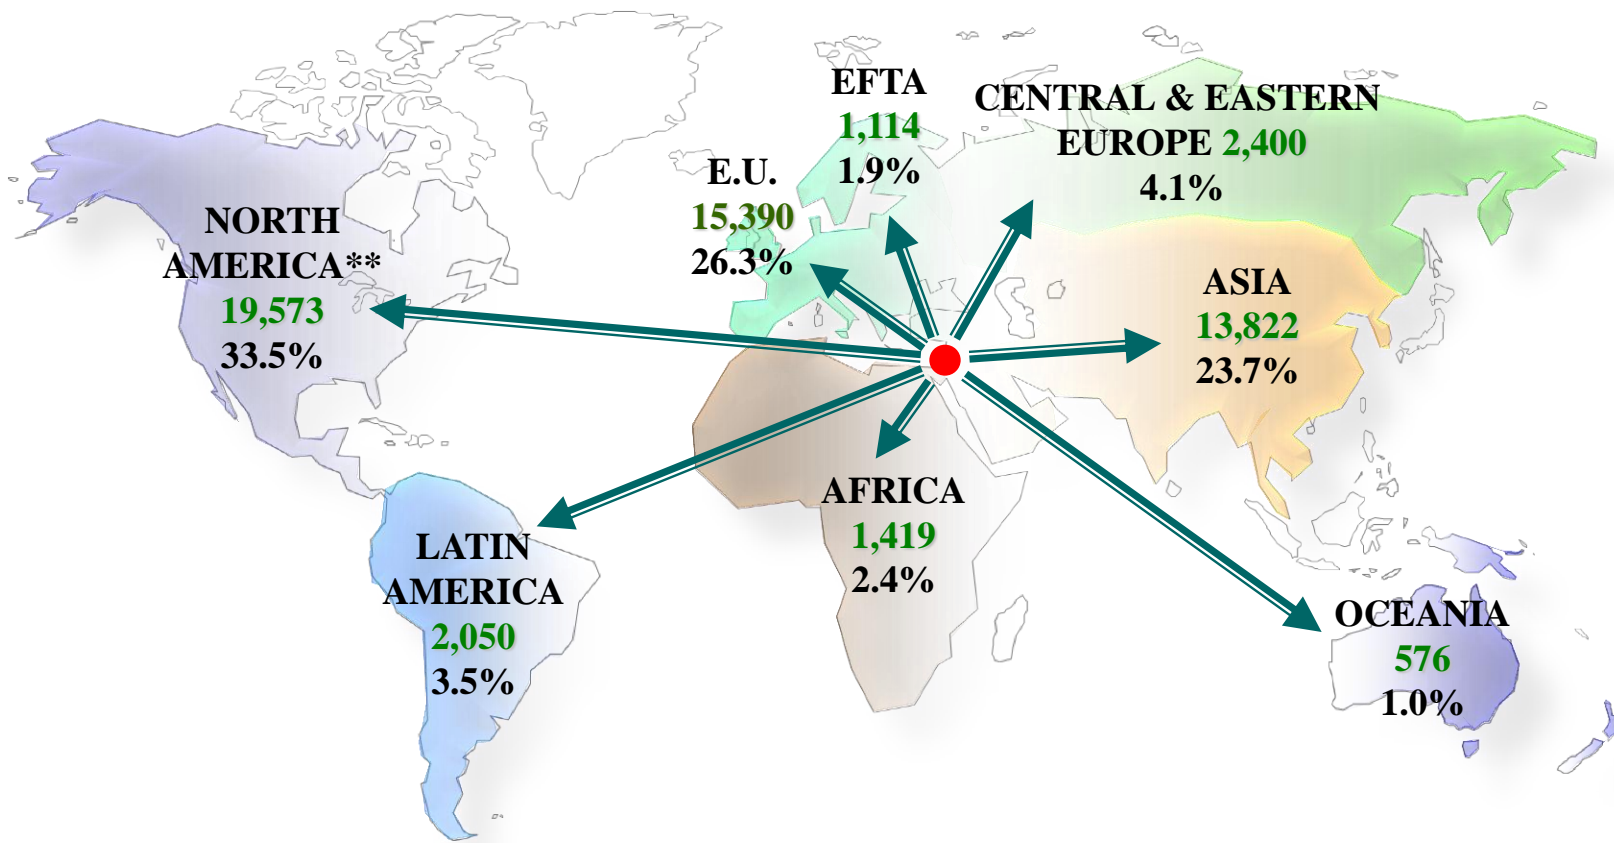 EFTA
1,114
1.9%
CENTRAL & EASTERN
EUROPE 2,400
4.1%
E.U.
15,390
26.3%
NORTH
AMERICA**
19,573
33.5%
ASIA
13,822
23.7%
AFRICA
1,419
2.4%
LATIN
AMERICA
2,050
3.5%
OCEANIA
576
1.0%